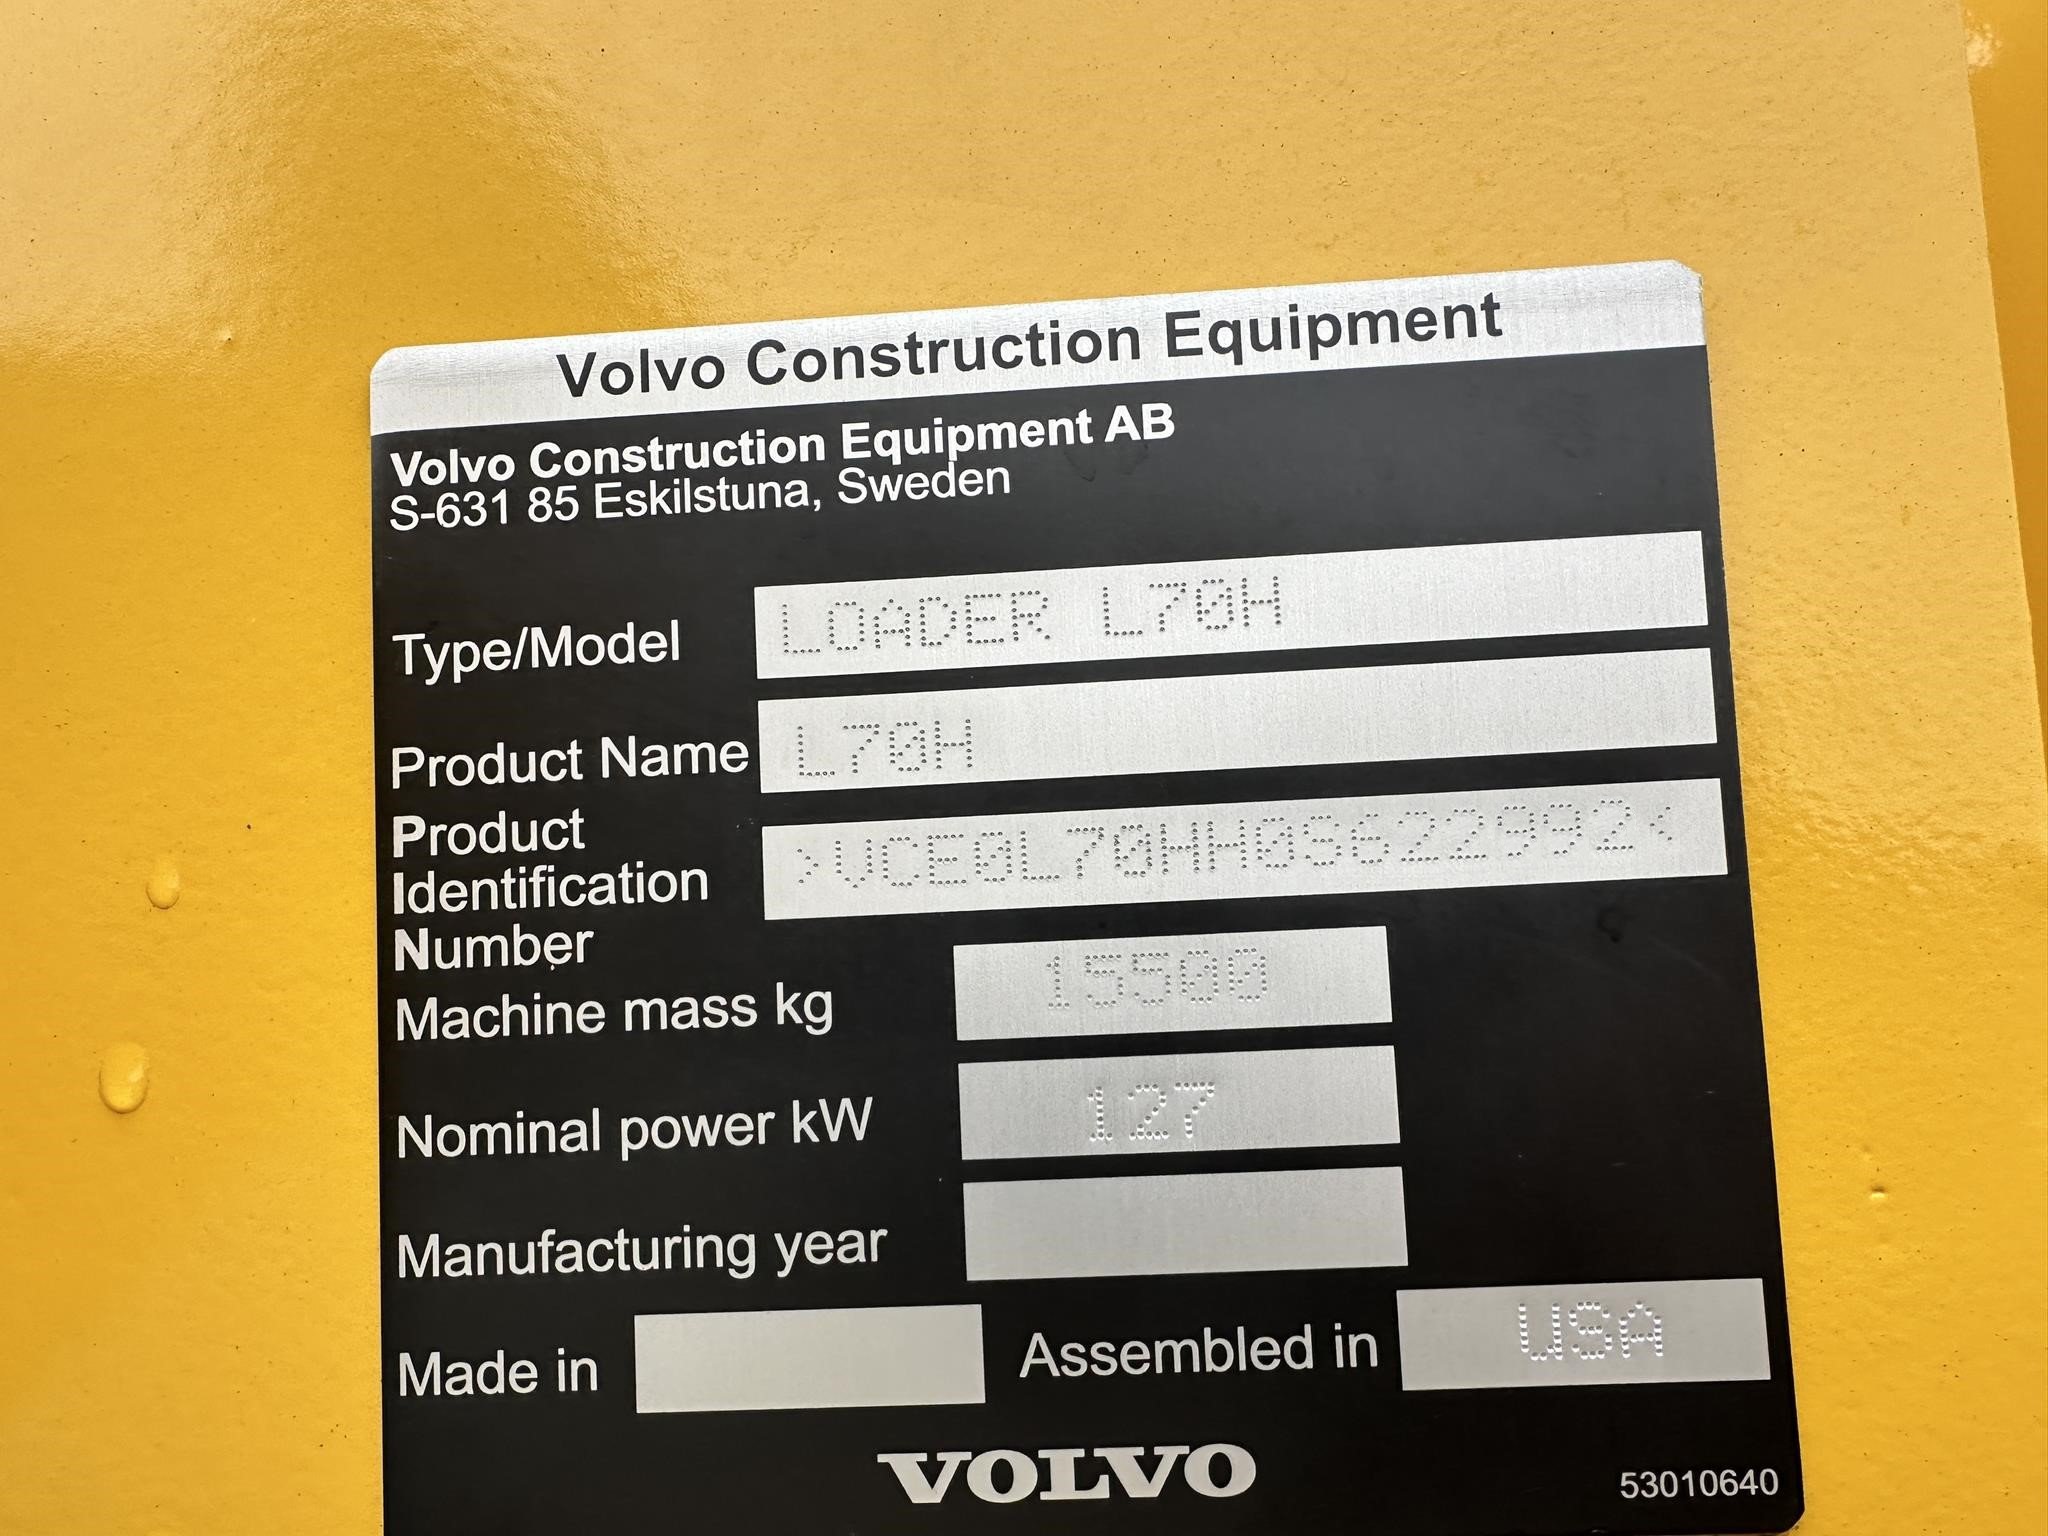 Volvo Construction Equipment
Volvo Construction Equipment AB
S-631 85 Eskilstuna, Sweden
Type/Model LOADER L70H
Product Name L70H
Product
Identification
Number >VCE0L70HH0S622992<
Machine mass kg 15500
Nominal power kW 127
Manufacturing year
Made in Assembled in USA
VOLVO
53010640